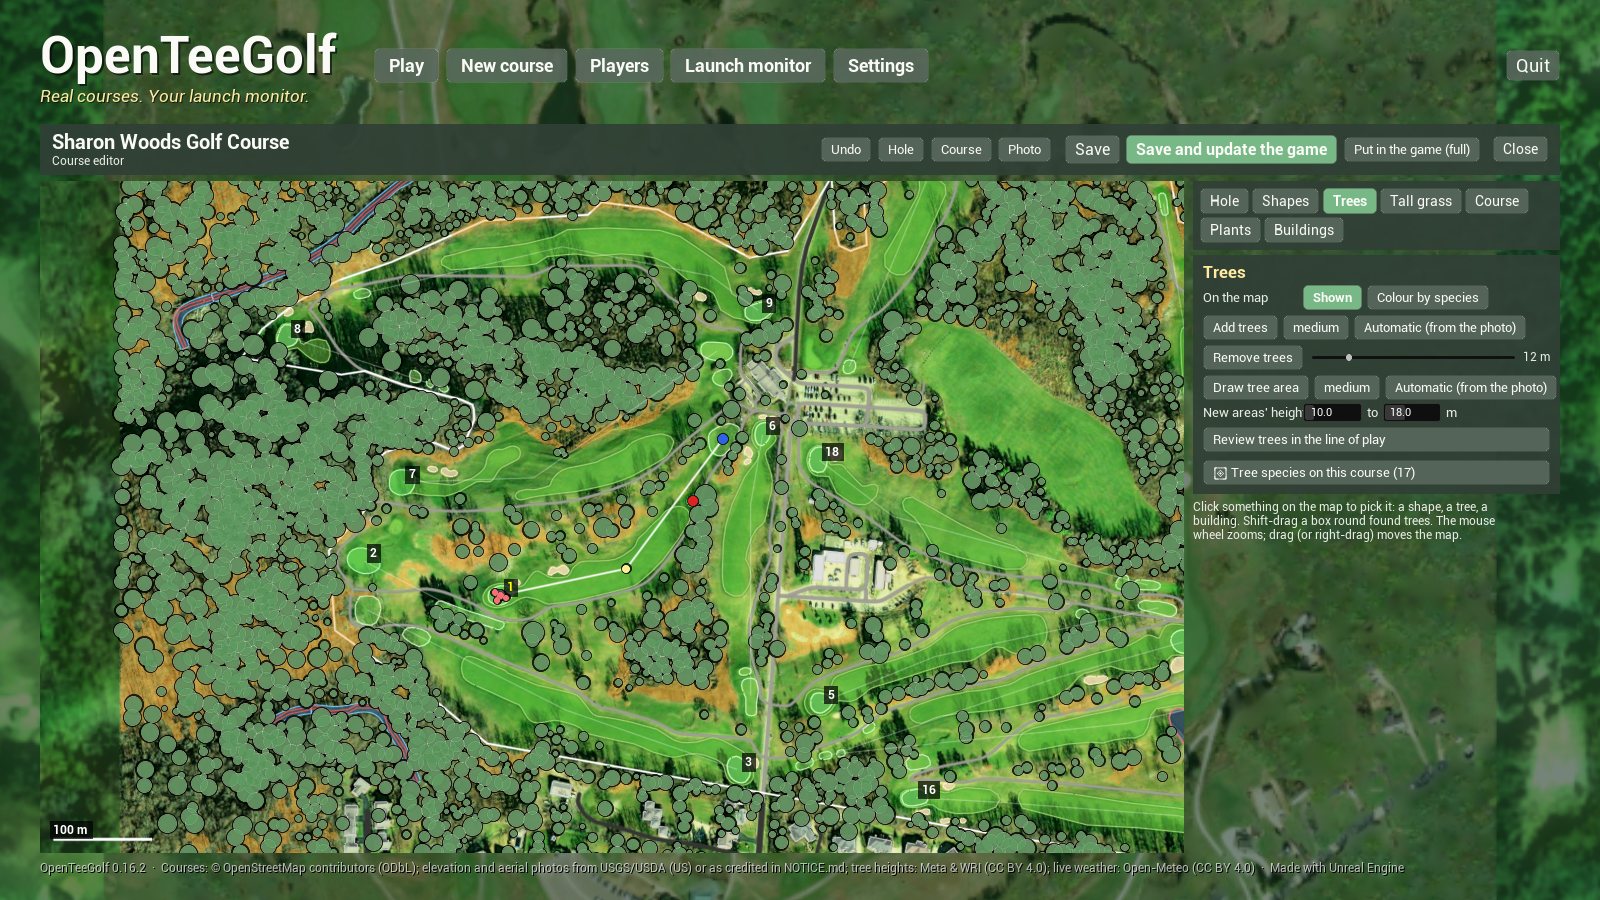 OpenTeeGolf
Real courses. Your launch monitor.
Play New course Players Launch monitor Settings Quit
Sharon Woods Golf Course
Course editor
Undo Hole Course Photo Save Save and update the game Put in the game (full) Close
Hole Shapes Trees Tall grass Course
Plants Buildings
Trees
On the map Shown Colour by species
Add trees medium Automatic (from the photo)
Remove trees 12 m
Draw tree area medium Automatic (from the photo)
New areas' heigh 10.0 to 18.0 m
Review trees in the line of play
Tree species on this course (17)
Click something on the map to pick it: a shape, a tree, a
building. Shift-drag a box round found trees. The mouse
wheel zooms; drag (or right-drag) moves the map.
9
8
6
18
7
2
1
5
3
16
100 m
OpenTeeGolf 0.16.2 · Courses: © OpenStreetMap contributors (ODbL); elevation and aerial photos from USGS/USDA (US) or as credited in NOTICE.md; tree heights: Meta & WRI (CC BY 4.0); live weather: Open-Meteo (CC BY 4.0) · Made with Unreal Engine